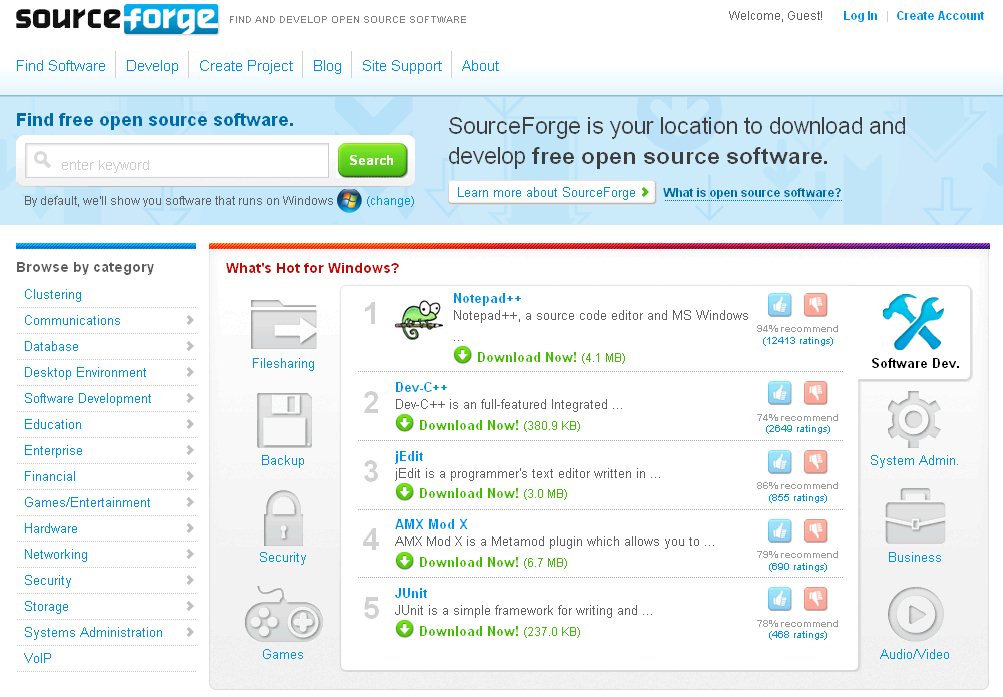 sourceforge FIND AND DEVELOP OPEN SOURCE SOFTWARE
Welcome, Guest! Log In Create Account
Find Software Develop Create Project Blog Site Support About
Find free open source software.
enter keyword Search
By default, we'll show you software that runs on Windows (change)
SourceForge is your location to download and
develop free open source software.
Learn more about SourceForge What is open source software?
Browse by category
Clustering
Communications
Database
Desktop Environment
Software Development
Education
Enterprise
Financial
Games/Entertainment
Hardware
Networking
Security
Storage
Systems Administration
VoIP
What's Hot for Windows?
Filesharing
Backup
Security
Games
1 Notepad++
Notepad++, a source code editor and MS Windows
...
Download Now! (4.1 MB)
94% recommend
(12413 ratings)
2 Dev-C++
Dev-C++ is an full-featured Integrated ...
Download Now! (380.9 KB)
74% recommend
(2649 ratings)
3 jEdit
jEdit is a programmer's text editor written in ...
Download Now! (3.0 MB)
86% recommend
(855 ratings)
4 AMX Mod X
AMX Mod X is a Metamod plugin which allows you to ...
Download Now! (6.7 MB)
79% recommend
(690 ratings)
5 JUnit
JUnit is a simple framework for writing and ...
Download Now! (237.0 KB)
78% recommend
(468 ratings)
Software Dev.
System Admin.
Business
Audio/Video